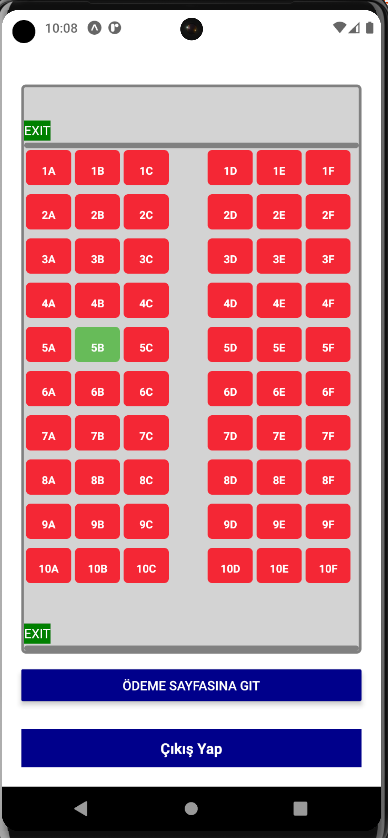 10:08
EXIT
1A 1B 1C 1D 1E 1F
2A 2B 2C 2D 2E 2F
3A 3B 3C 3D 3E 3F
4A 4B 4C 4D 4E 4F
5A 5B 5C 5D 5E 5F
6A 6B 6C 6D 6E 6F
7A 7B 7C 7D 7E 7F
8A 8B 8C 8D 8E 8F
9A 9B 9C 9D 9E 9F
10A 10B 10C 10D 10E 10F
EXIT
ÖDEME SAYFASINA GIT
Çıkış Yap